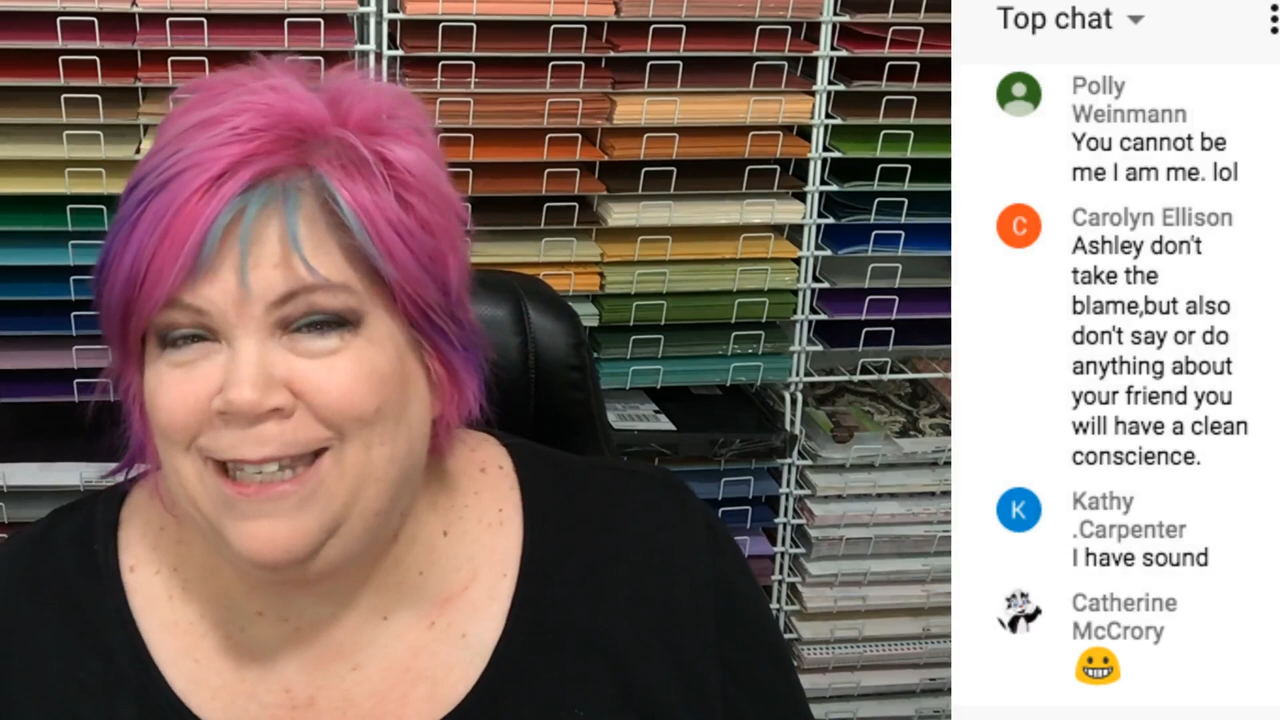 Top chat
Polly
Weinmann
You cannot be
me I am me. lol
C
Carolyn Ellison
Ashley don't
take the
blame,but also
don't say or do
anything about
your friend you
will have a clean
conscience.
K
Kathy
.Carpenter
I have sound
Catherine
McCrory